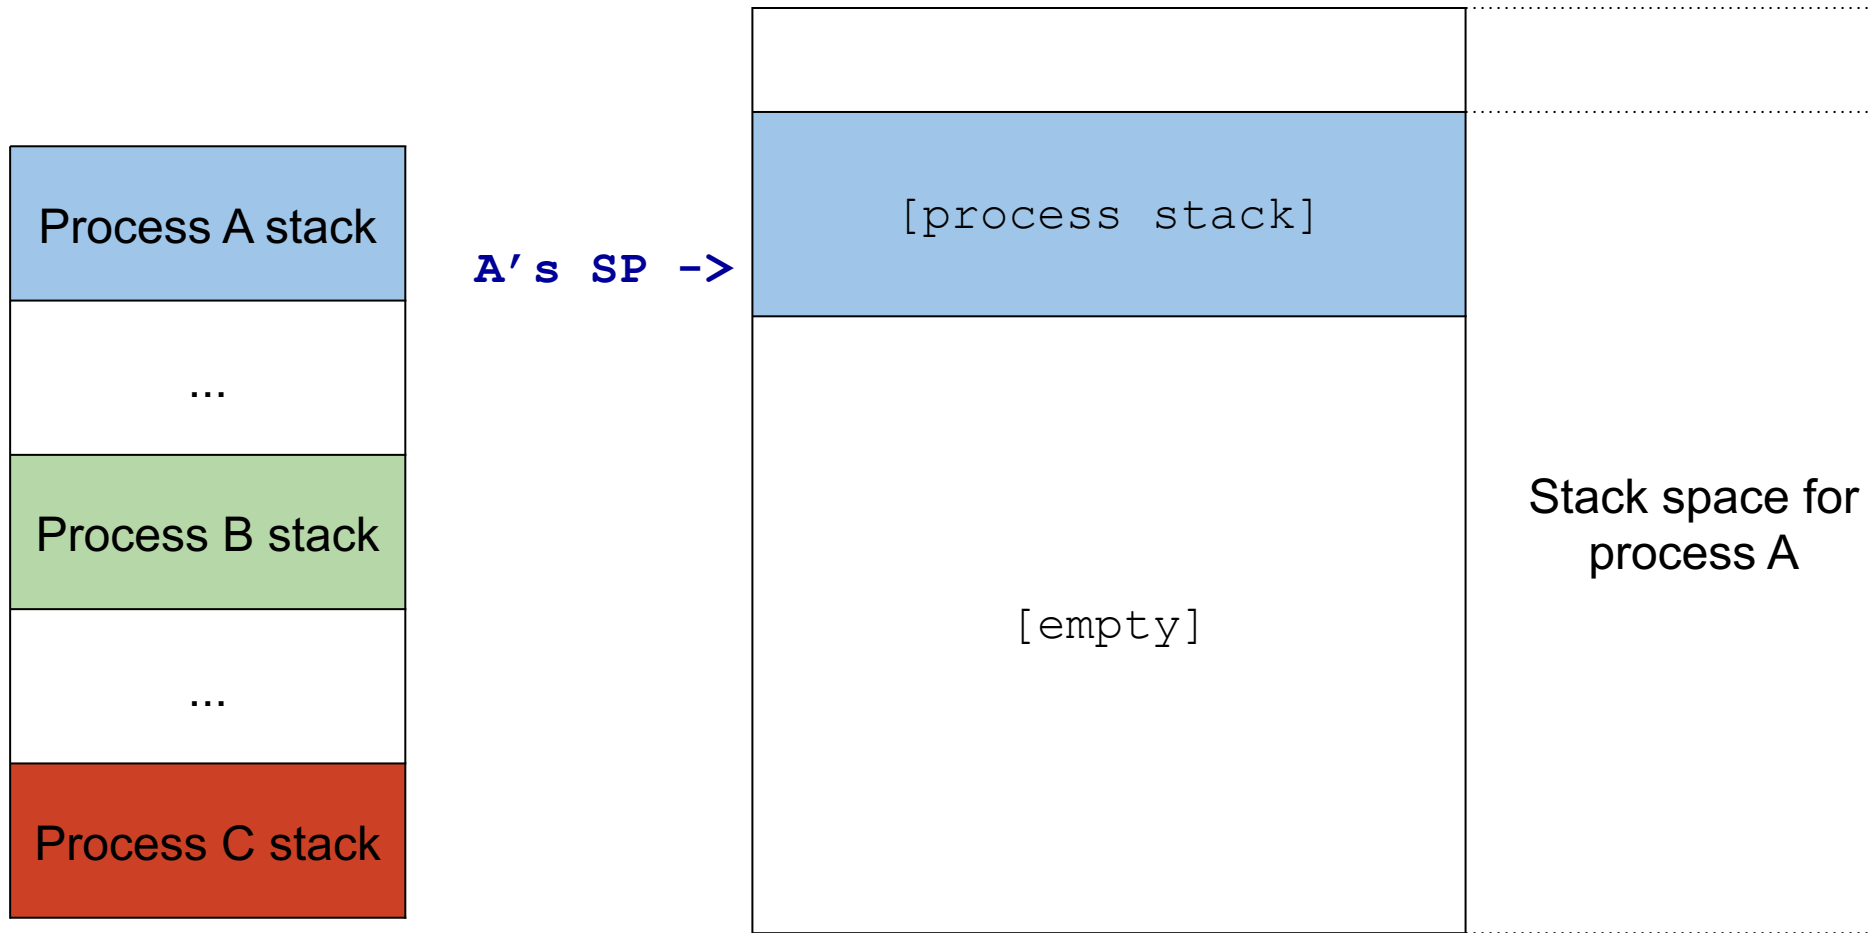 Process A stack
...
Process B stack
...
Process C stack
A’s SP ->
[process stack]
[empty]
Stack space for
process A